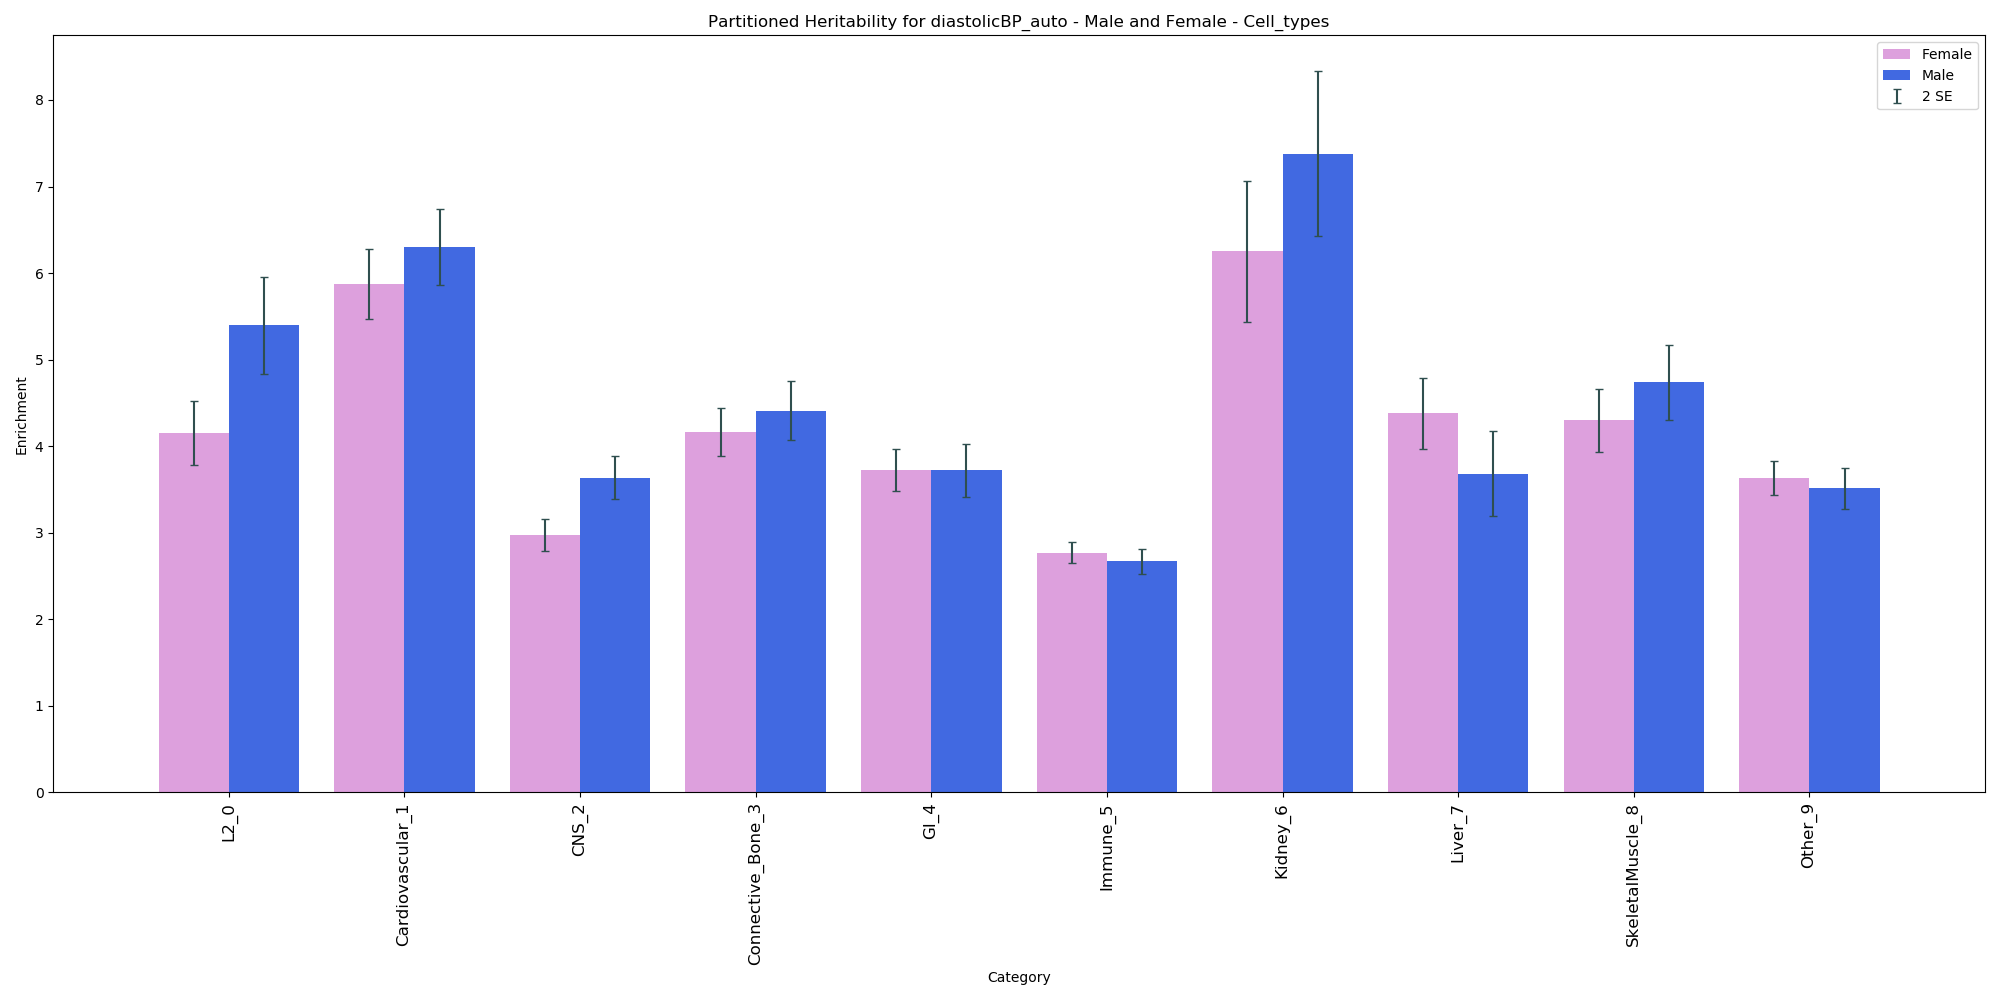 Partitioned Heritability for diastolicBP_auto - Male and Female - Cell_types
Female
Male
2 SE
Enrichment
8
7
6
5
4
3
2
1
0
L2_0
Cardiovascular_1
CNS_2
Connective_Bone_3
GI_4
Immune_5
Kidney_6
Liver_7
SkeletalMuscle_8
Other_9
Category